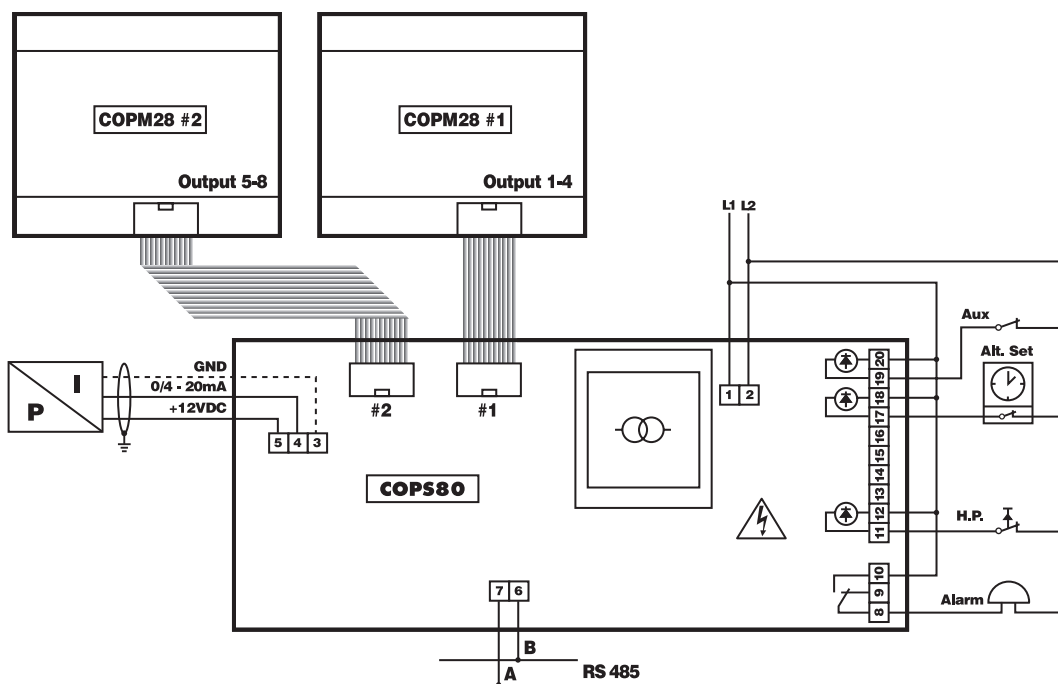 COPM28 #2
Output 5-8
COPM28 #1
Output 1-4
L1 L2
Aux
Alt. Set
GND
0/4 - 20mA
+12VDC
I
P
#2
#1
1 2
5 4 3
COPS80
20
19
18
17
16
15
14
13
12
11
10
9
8
H.P.
Alarm
7 6
B
A
RS 485